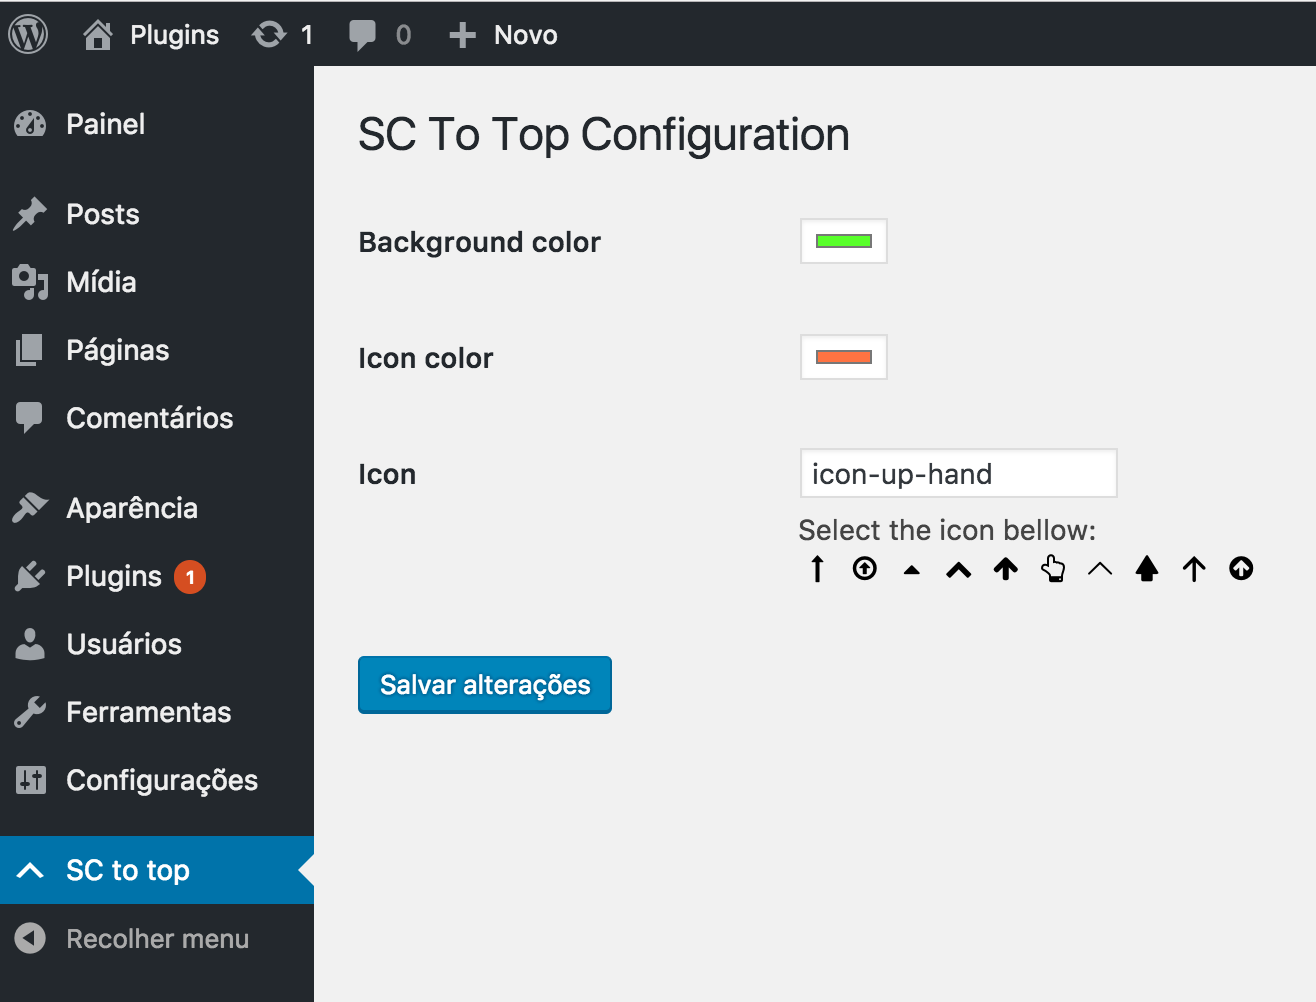 Plugins 1 0 Novo
Painel
Posts
Mídia
Páginas
Comentários
Aparência
Plugins 1
Usuários
Ferramentas
Configurações
SC to top
Recolher menu
SC To Top Configuration
Background color
Icon color
Icon icon-up-hand
Select the icon bellow:
Salvar alterações